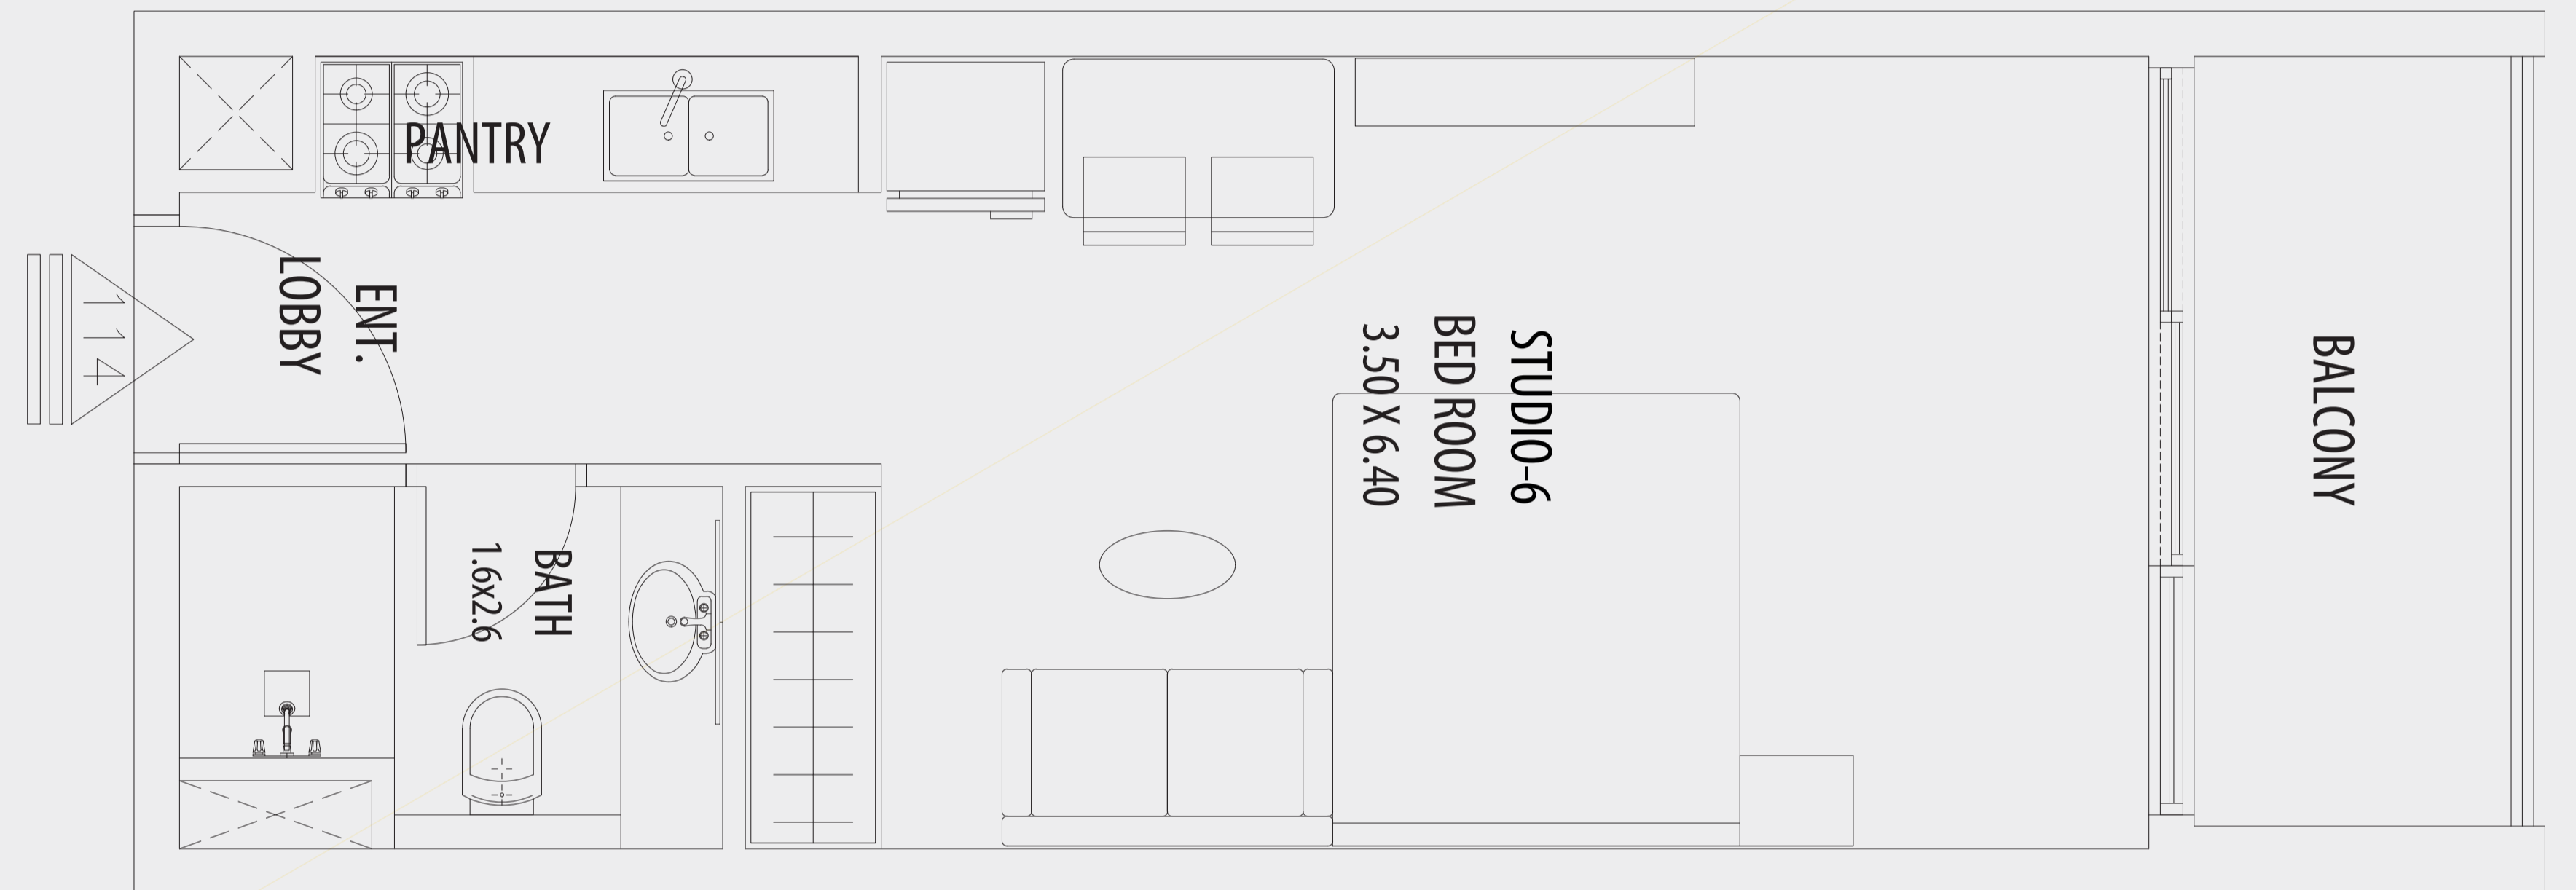 PANTRY
ENT.
LOBBY
114
STUDIO-6
BED ROOM
3.50 X 6.40
BATH
1.6x2.6
BALCONY